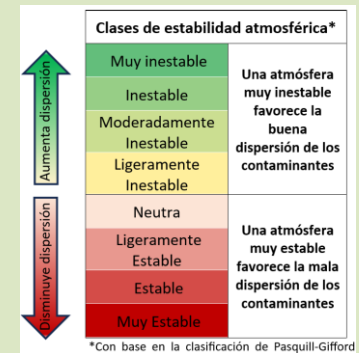 Clases de estabilidad atmosférica*
Aumenta dispersión
Muy inestable
Inestable
Moderadamente
Inestable
Ligeramente
Inestable
Una atmósfera
muy inestable
favorece la
buena
dispersión de los
contaminantes
Disminuye dispersión
Neutra
Ligeramente
Estable
Estable
Muy Estable
Una atmósfera
muy estable
favorece la mala
dispersión de los
contaminantes
*Con base en la clasificación de Pasquill-Gifford